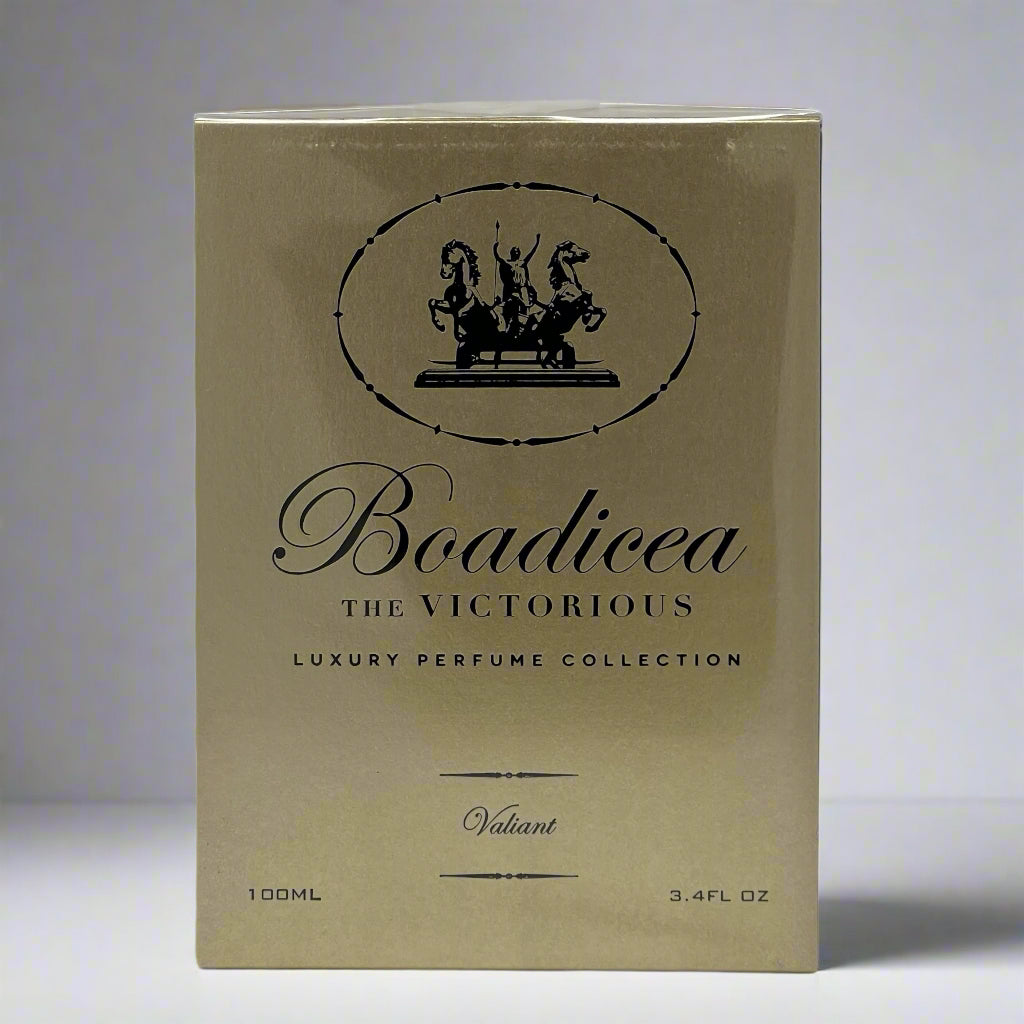 Boadicea
THE VICTORIOUS
LUXURY PERFUME COLLECTION
Valiant
100ML 3.4FL OZ